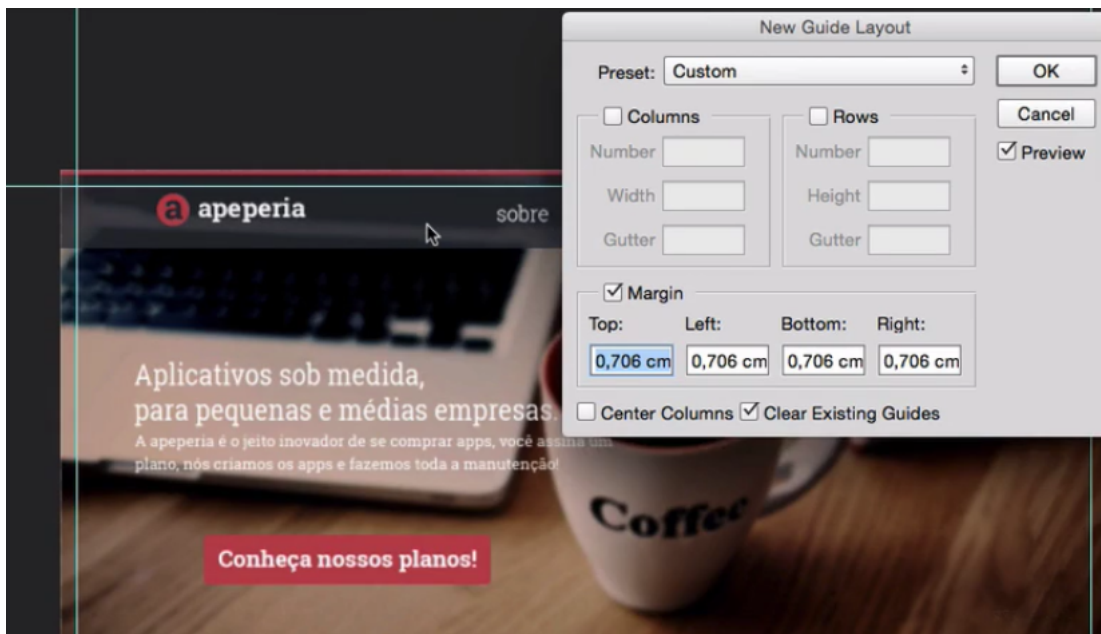 New Guide Layout
Preset: Custom
OK
Columns
Rows
Cancel
Number
Number
Preview
Width
Height
Gutter
Gutter
Margin
Top: Left: Bottom: Right:
0,706 cm 0,706 cm 0,706 cm 0,706 cm
Center Columns Clear Existing Guides
a apeperia
sobre
Aplicativos sob medida,
para pequenas e médias empresas.
A apeperia é o jeito inovador de se comprar apps, você assina um
plano, nós criamos os apps e fazemos toda a manutenção!
Coffee
Conheça nossos planos!